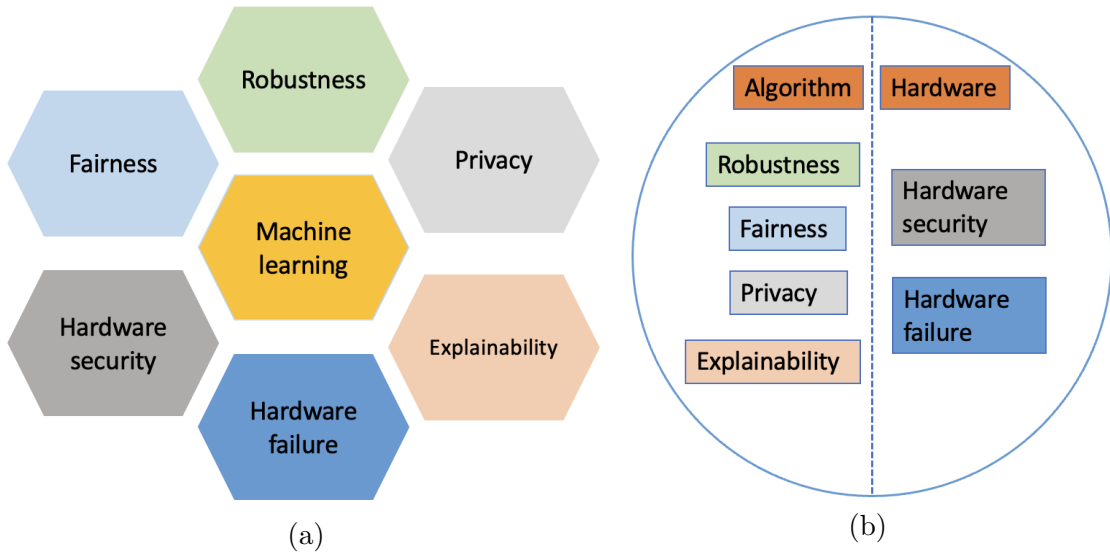 Robustness
Fairness
Privacy
Machine
learning
Hardware
security
Explainability
Hardware
failure
(a)
Algorithm
Hardware
Robustness
Fairness
Privacy
Explainability
Hardware
security
Hardware
failure
(b)